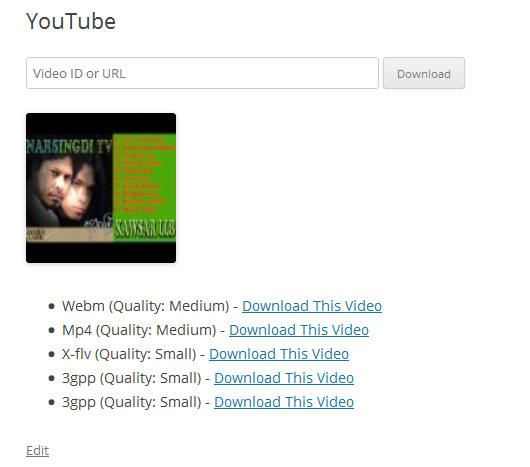 YouTube
Video ID or URL
Download
NARSINGDI TV
KAWSAR LLB
Webm (Quality: Medium) - Download This Video
Mp4 (Quality: Medium) - Download This Video
X-flv (Quality: Small) - Download This Video
3gpp (Quality: Small) - Download This Video
3gpp (Quality: Small) - Download This Video
Edit